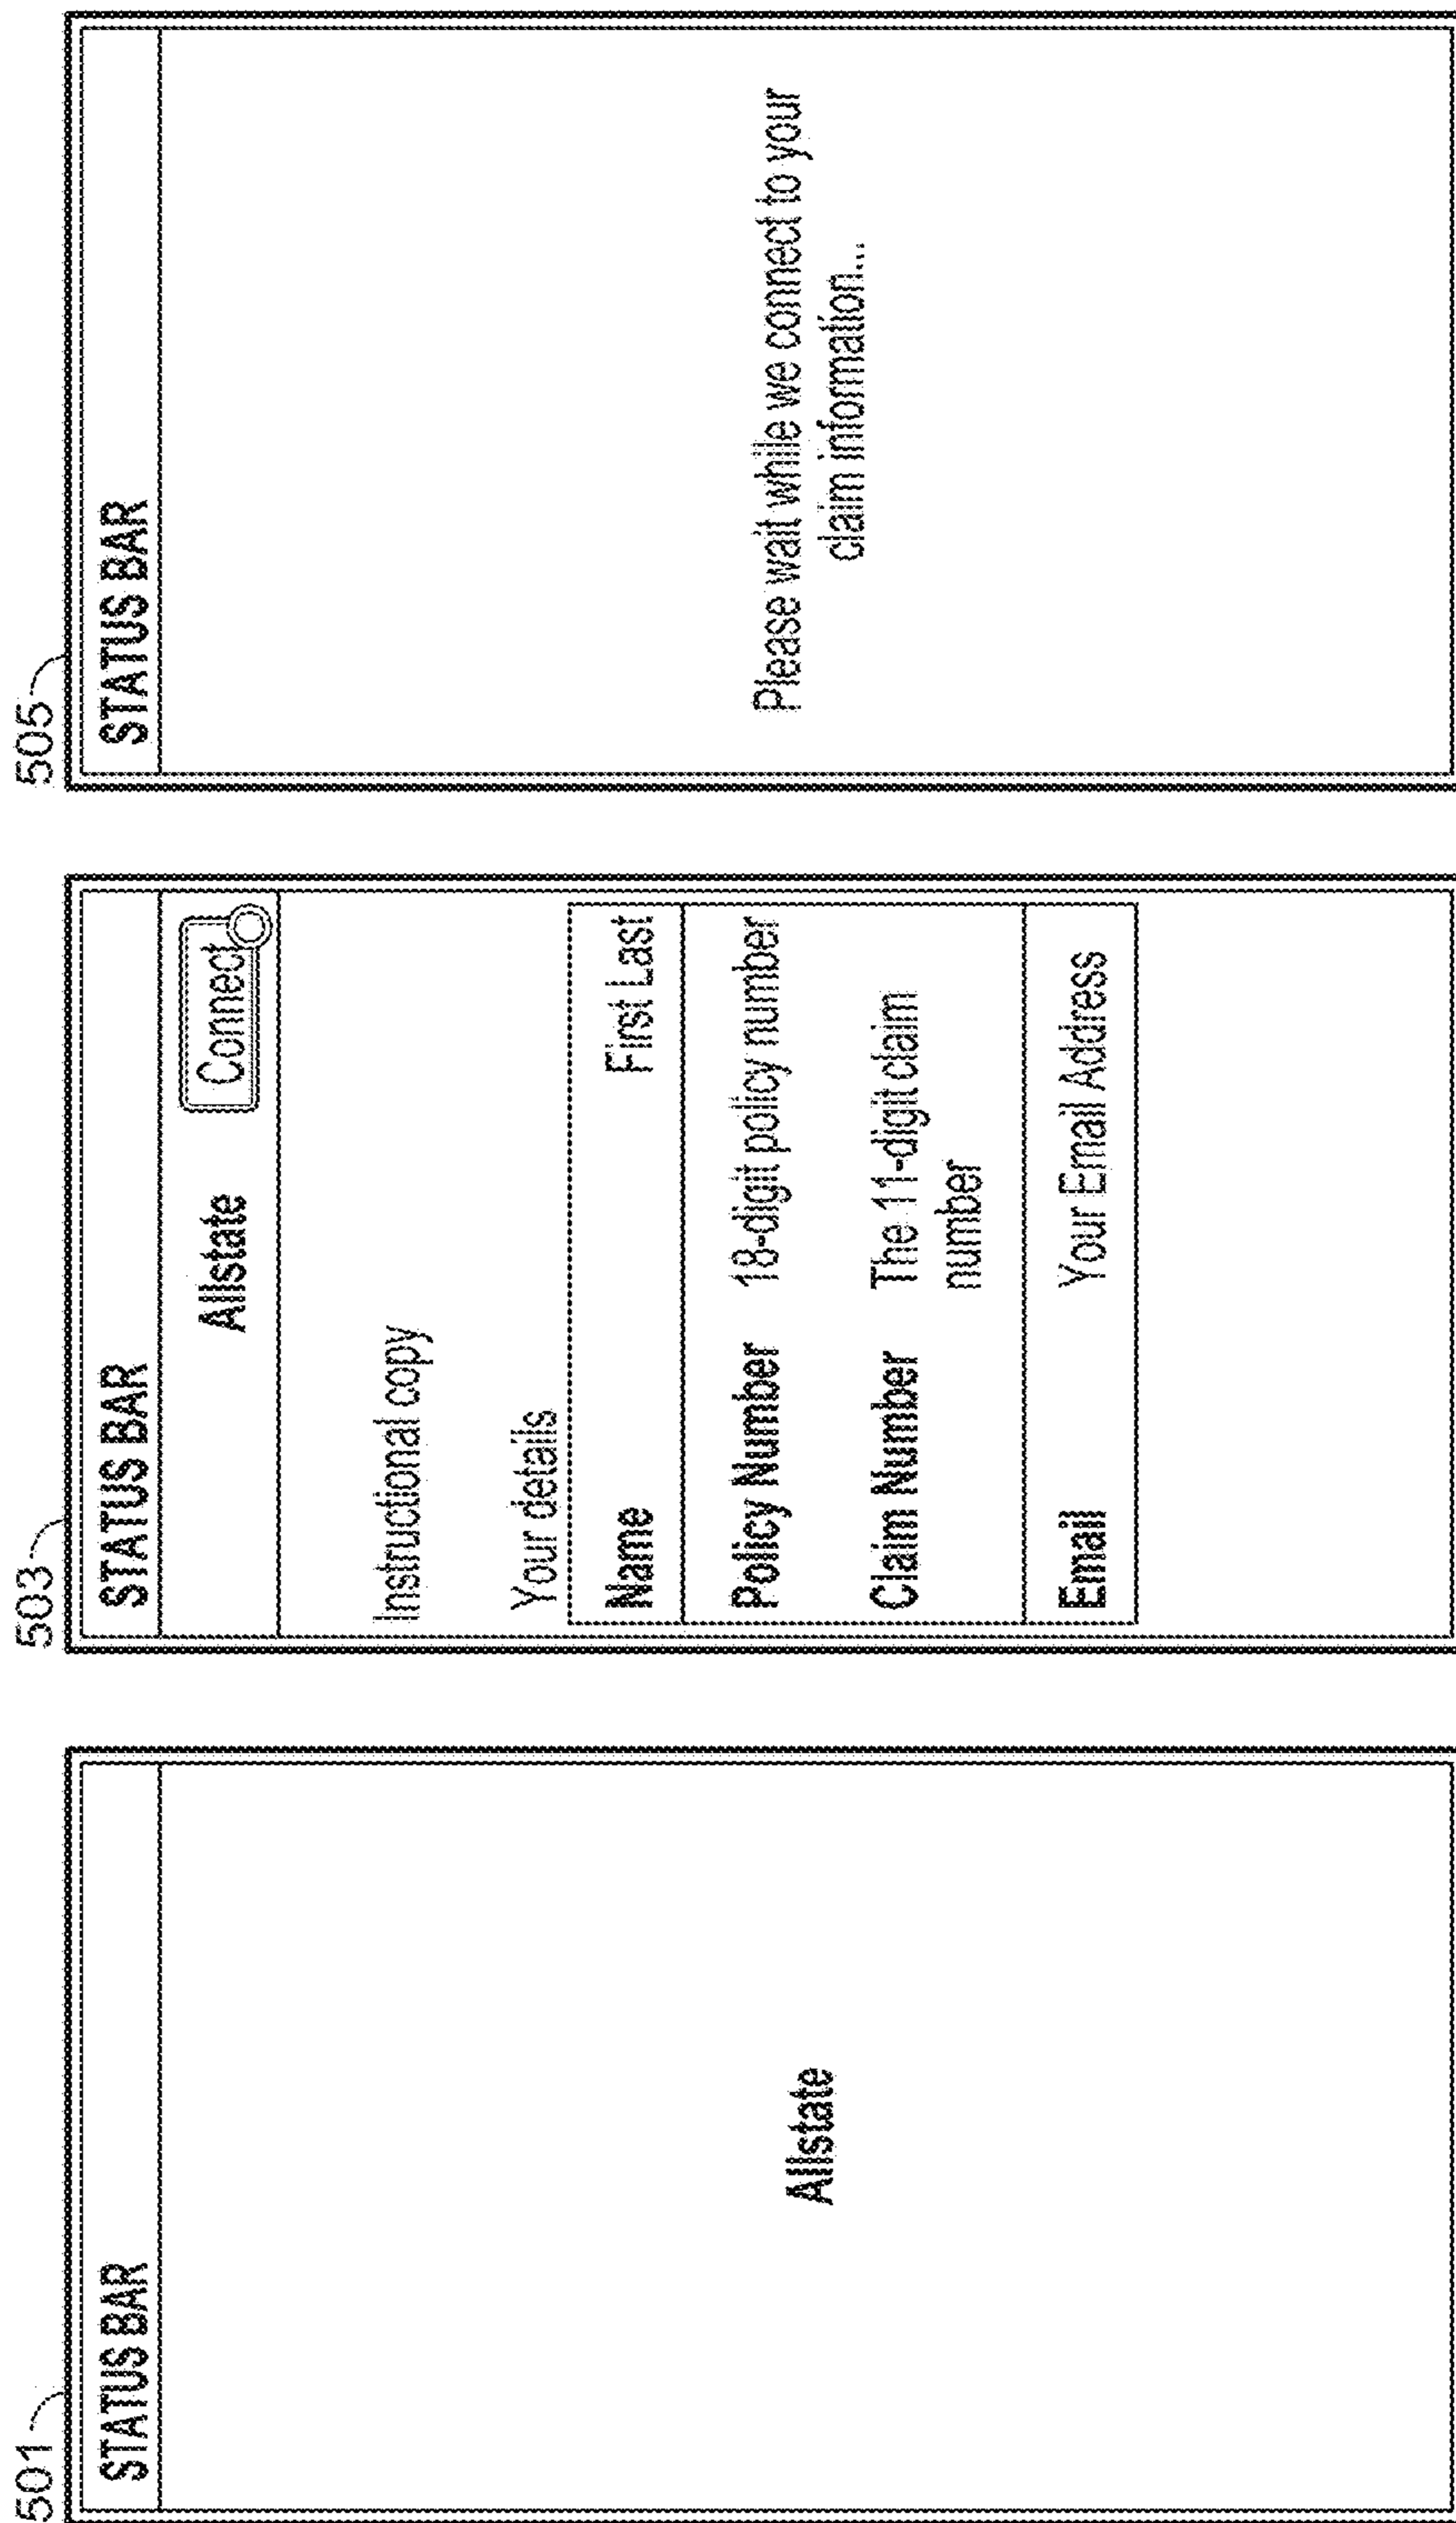 501
STATUS BAR
Allstate
503
STATUS BAR
Allstate Connect
Instructional copy
Your details
Name First Last
Policy Number 18-digit policy number
Claim Number The 11-digit claim
number
Email Your Email Address
505
STATUS BAR
Please wait while we connect to your
claim information...